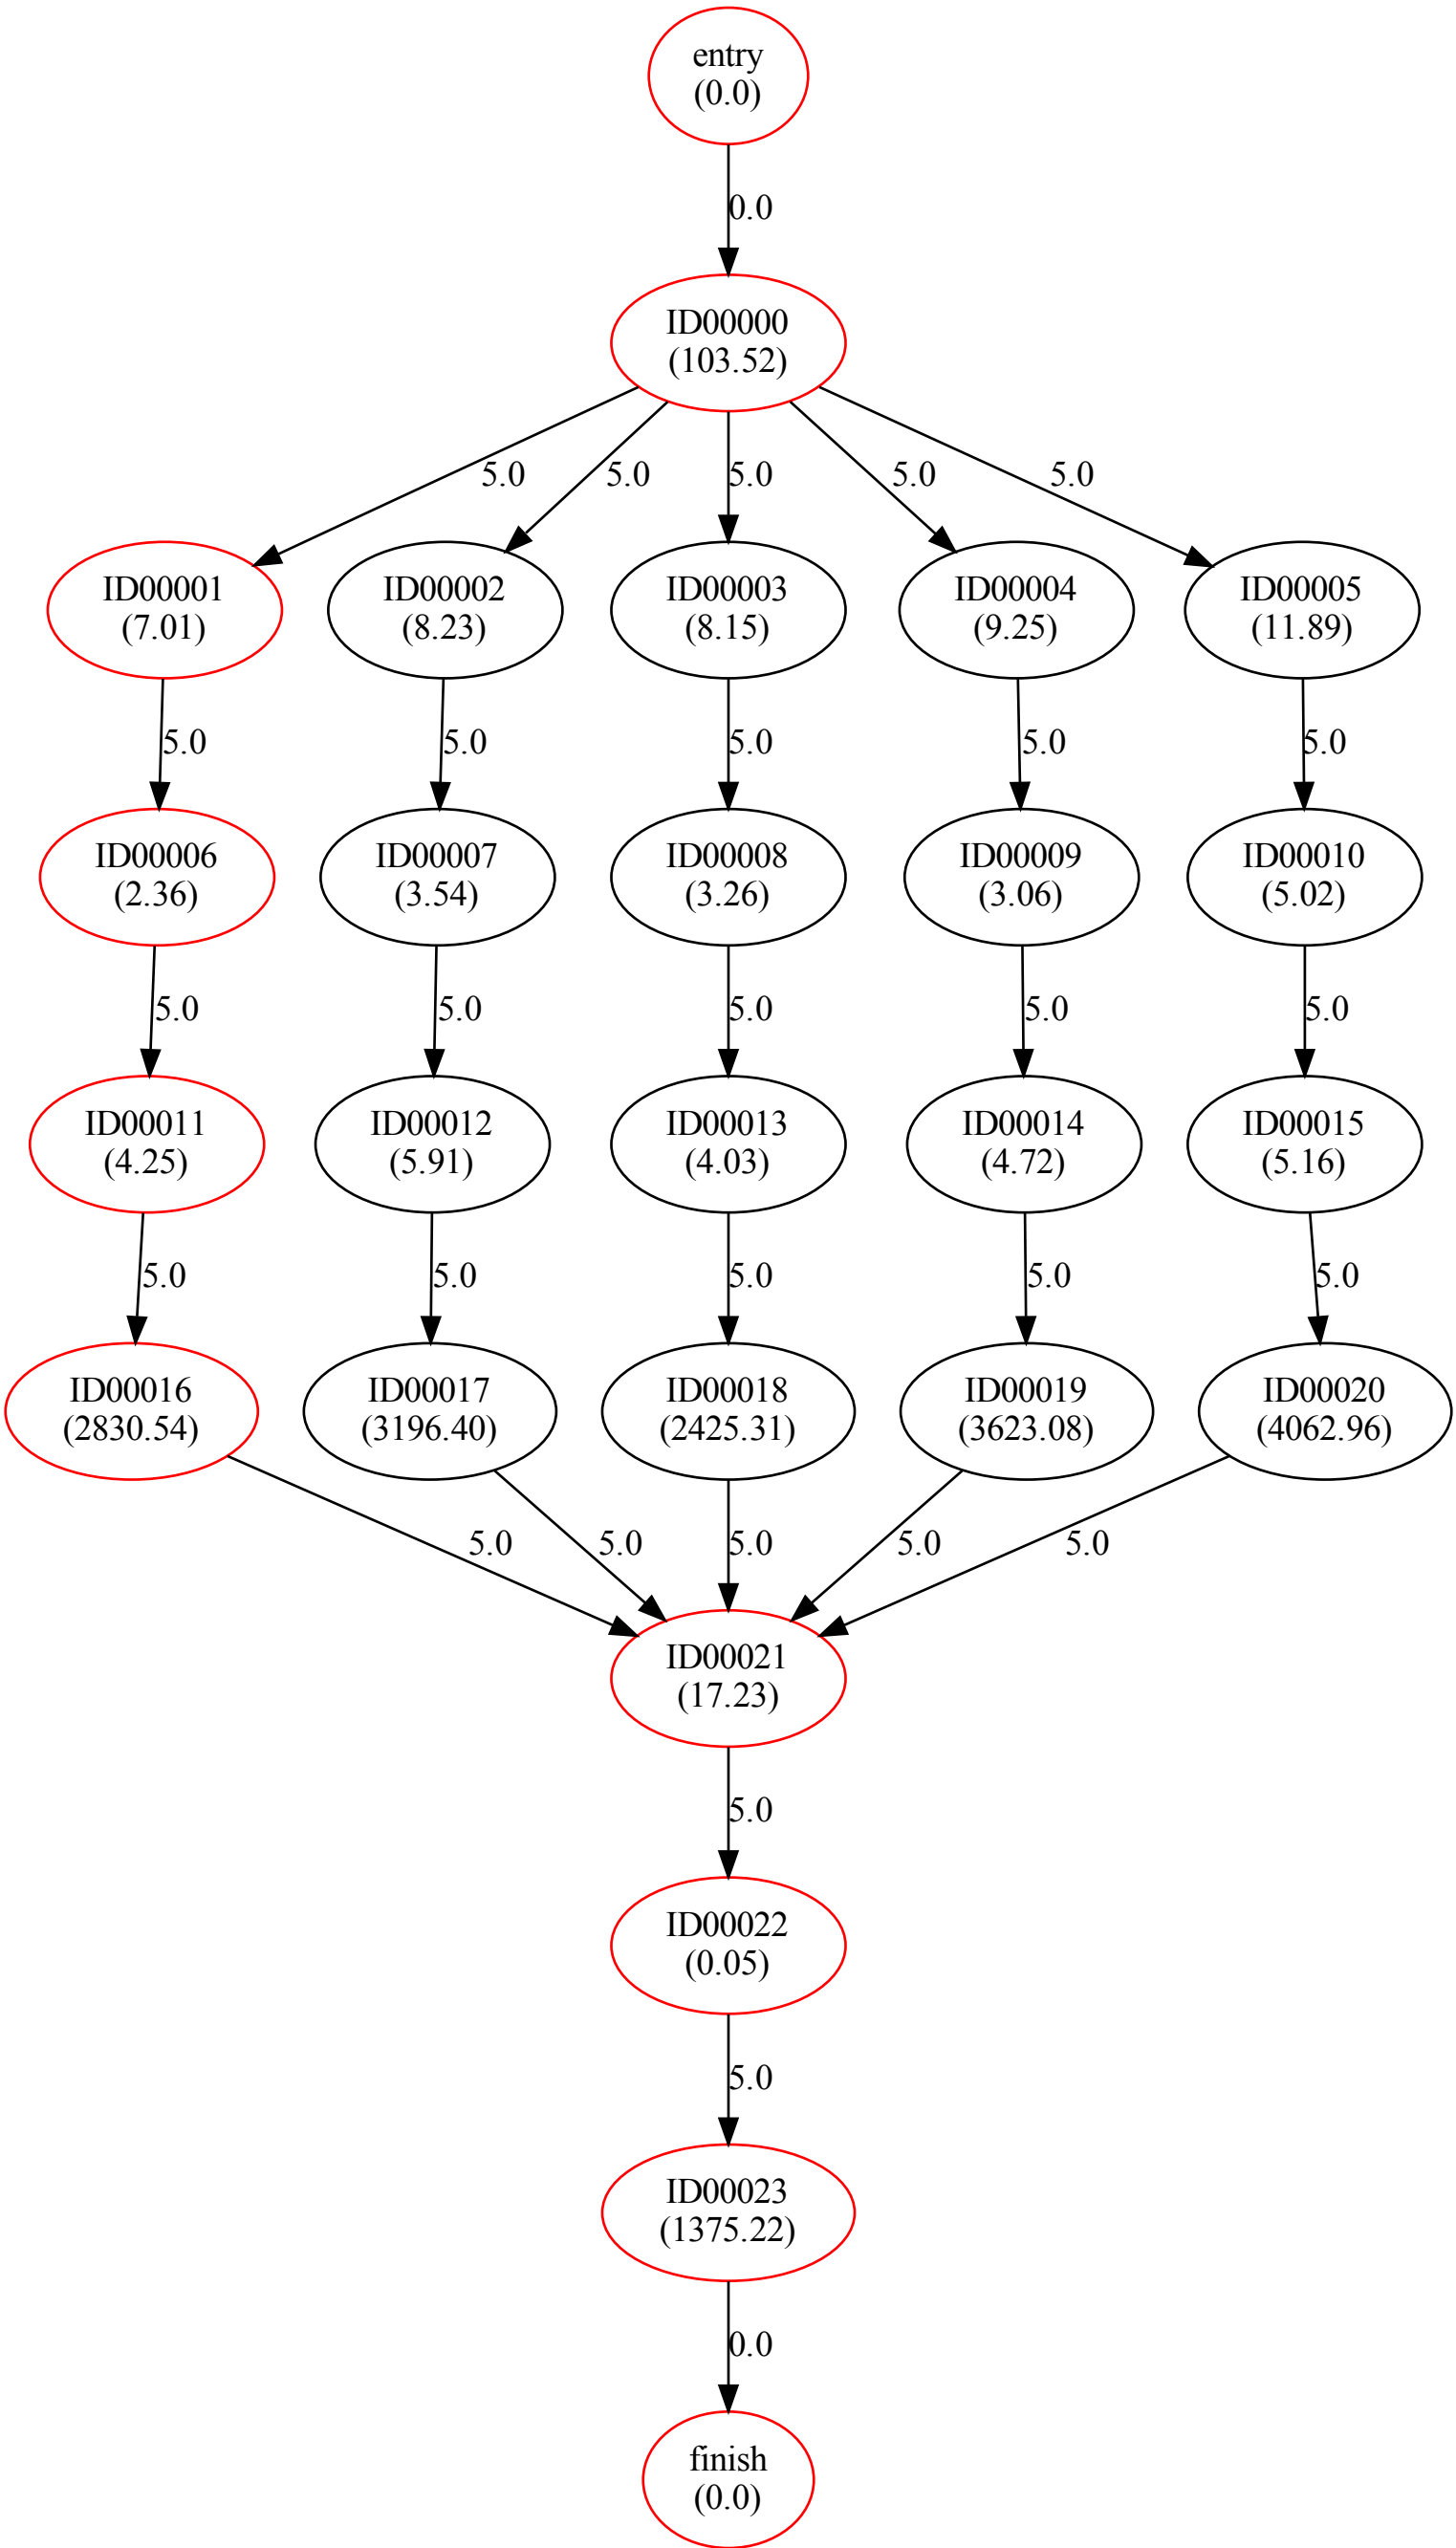 entry
(0.0)
0.0
ID00000
(103.52)
5.0
5.0
5.0
5.0
5.0
ID00001
(7.01)
ID00002
(8.23)
ID00003
(8.15)
ID00004
(9.25)
ID00005
(11.89)
5.0
5.0
5.0
5.0
5.0
ID00006
(2.36)
ID00007
(3.54)
ID00008
(3.26)
ID00009
(3.06)
ID00010
(5.02)
5.0
5.0
5.0
5.0
5.0
ID00011
(4.25)
ID00012
(5.91)
ID00013
(4.03)
ID00014
(4.72)
ID00015
(5.16)
5.0
5.0
5.0
5.0
5.0
ID00016
(2830.54)
ID00017
(3196.40)
ID00018
(2425.31)
ID00019
(3623.08)
ID00020
(4062.96)
5.0
5.0
5.0
5.0
5.0
ID00021
(17.23)
5.0
ID00022
(0.05)
5.0
ID00023
(1375.22)
0.0
finish
(0.0)